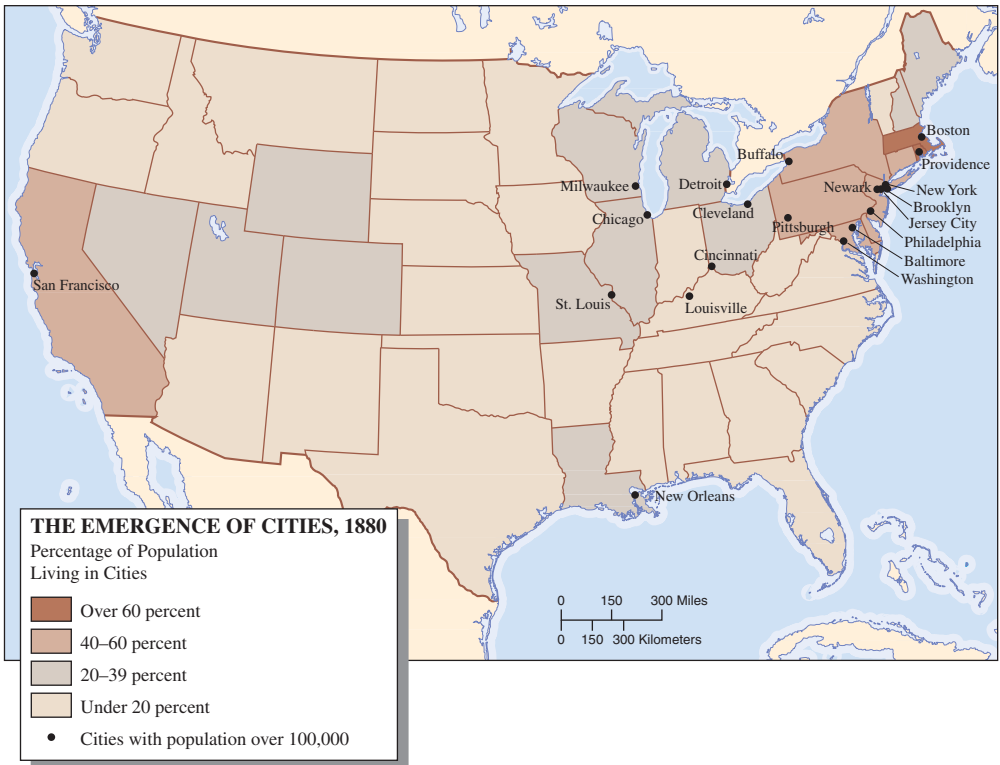 Boston
Buffalo
Providence
Milwaukee
Detroit
Newark
New York
Cleveland
Brooklyn
Chicago
Pittsburgh
Jersey City
Philadelphia
Cincinnati
Baltimore
Washington
San Francisco
St. Louis
Louisville
New Orleans
THE EMERGENCE OF CITIES, 1880
Percentage of Population
Living in Cities
Over 60 percent
40–60 percent
20–39 percent
Under 20 percent
Cities with population over 100,000
0 150 300 Miles
0 150 300 Kilometers